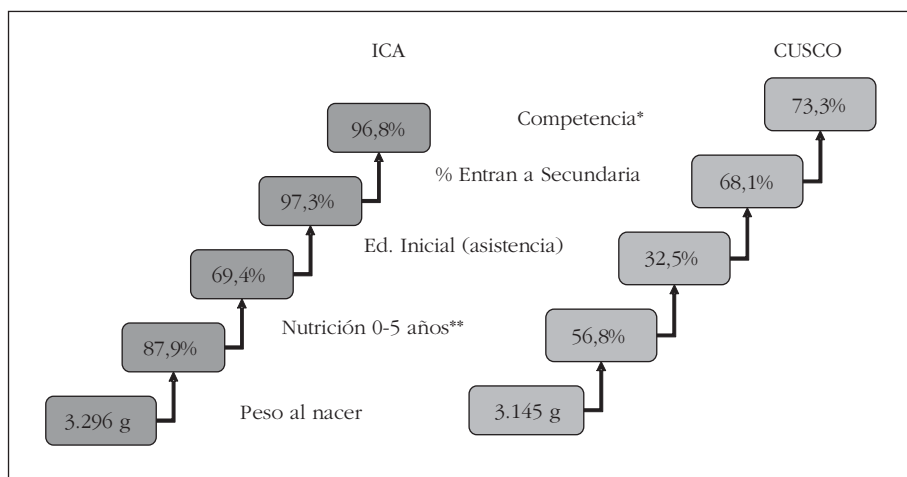 ICA
CUSCO
96,8%
Competencia*
73,3%
97,3%
% Entran a Secundaria
68,1%
69,4%
Ed. Inicial (asistencia)
32,5%
87,9%
Nutrición 0-5 años**
56,8%
3.296 g
Peso al nacer
3.145 g